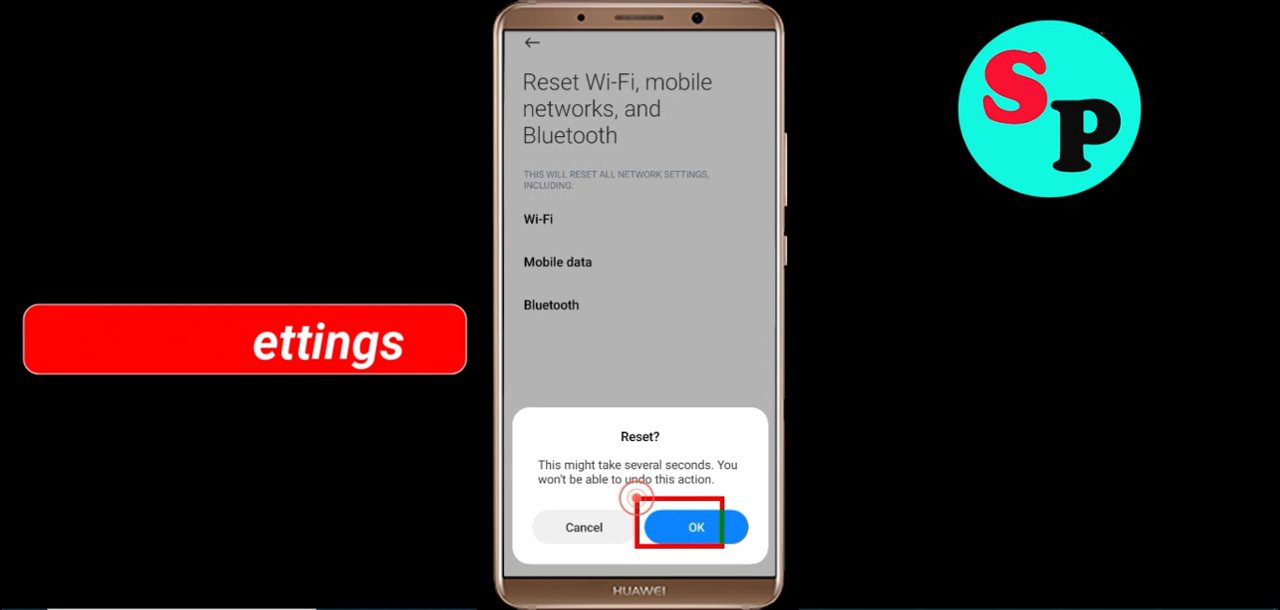 Reset Wi-Fi, mobile
networks, and
Bluetooth
THIS WILL RESET ALL NETWORK SETTINGS,
INCLUDING:
Wi-Fi
Mobile data
Bluetooth
ettings
Reset?
This might take several seconds. You
won't be able to undo this action.
Cancel
OK
HUAWEI
S
P